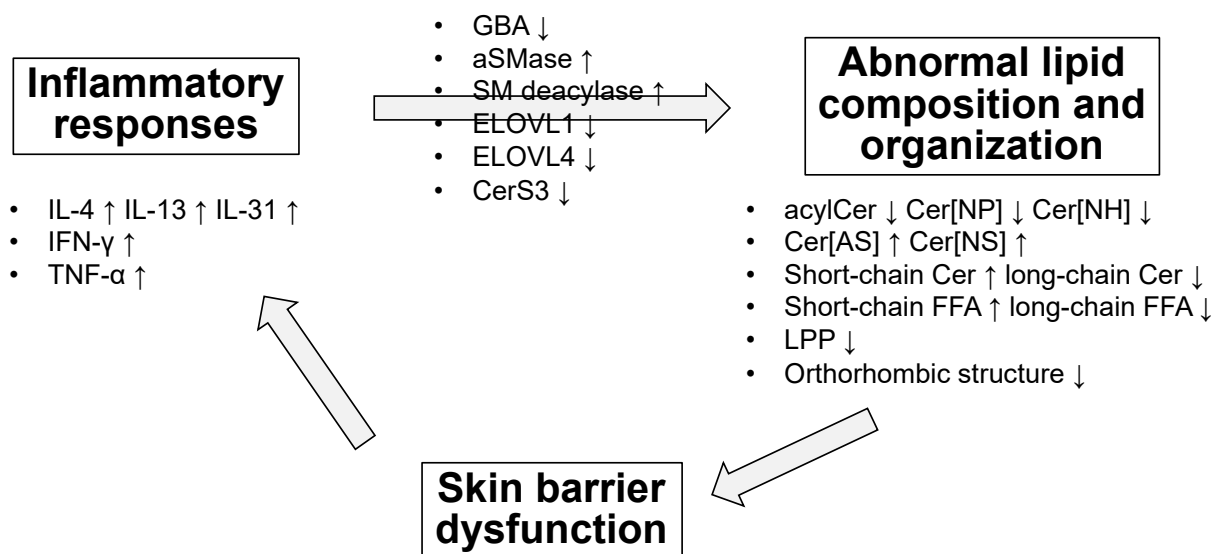 Inflammatory
responses
• IL-4 ↑ IL-13 ↑ IL-31 ↑
• IFN-γ ↑
• TNF-α ↑
• GBA ↓
• aSMase ↑
• SM deacylase ↑
• ELOVL1 ↓
• ELOVL4 ↓
• CerS3 ↓
Abnormal lipid
composition and
organization
• acylCer ↓ Cer[NP] ↓ Cer[NH] ↓
• Cer[AS] ↑ Cer[NS] ↑
• Short-chain Cer ↑ long-chain Cer ↓
• Short-chain FFA ↑ long-chain FFA ↓
• LPP ↓
• Orthorhombic structure ↓
Skin barrier
dysfunction